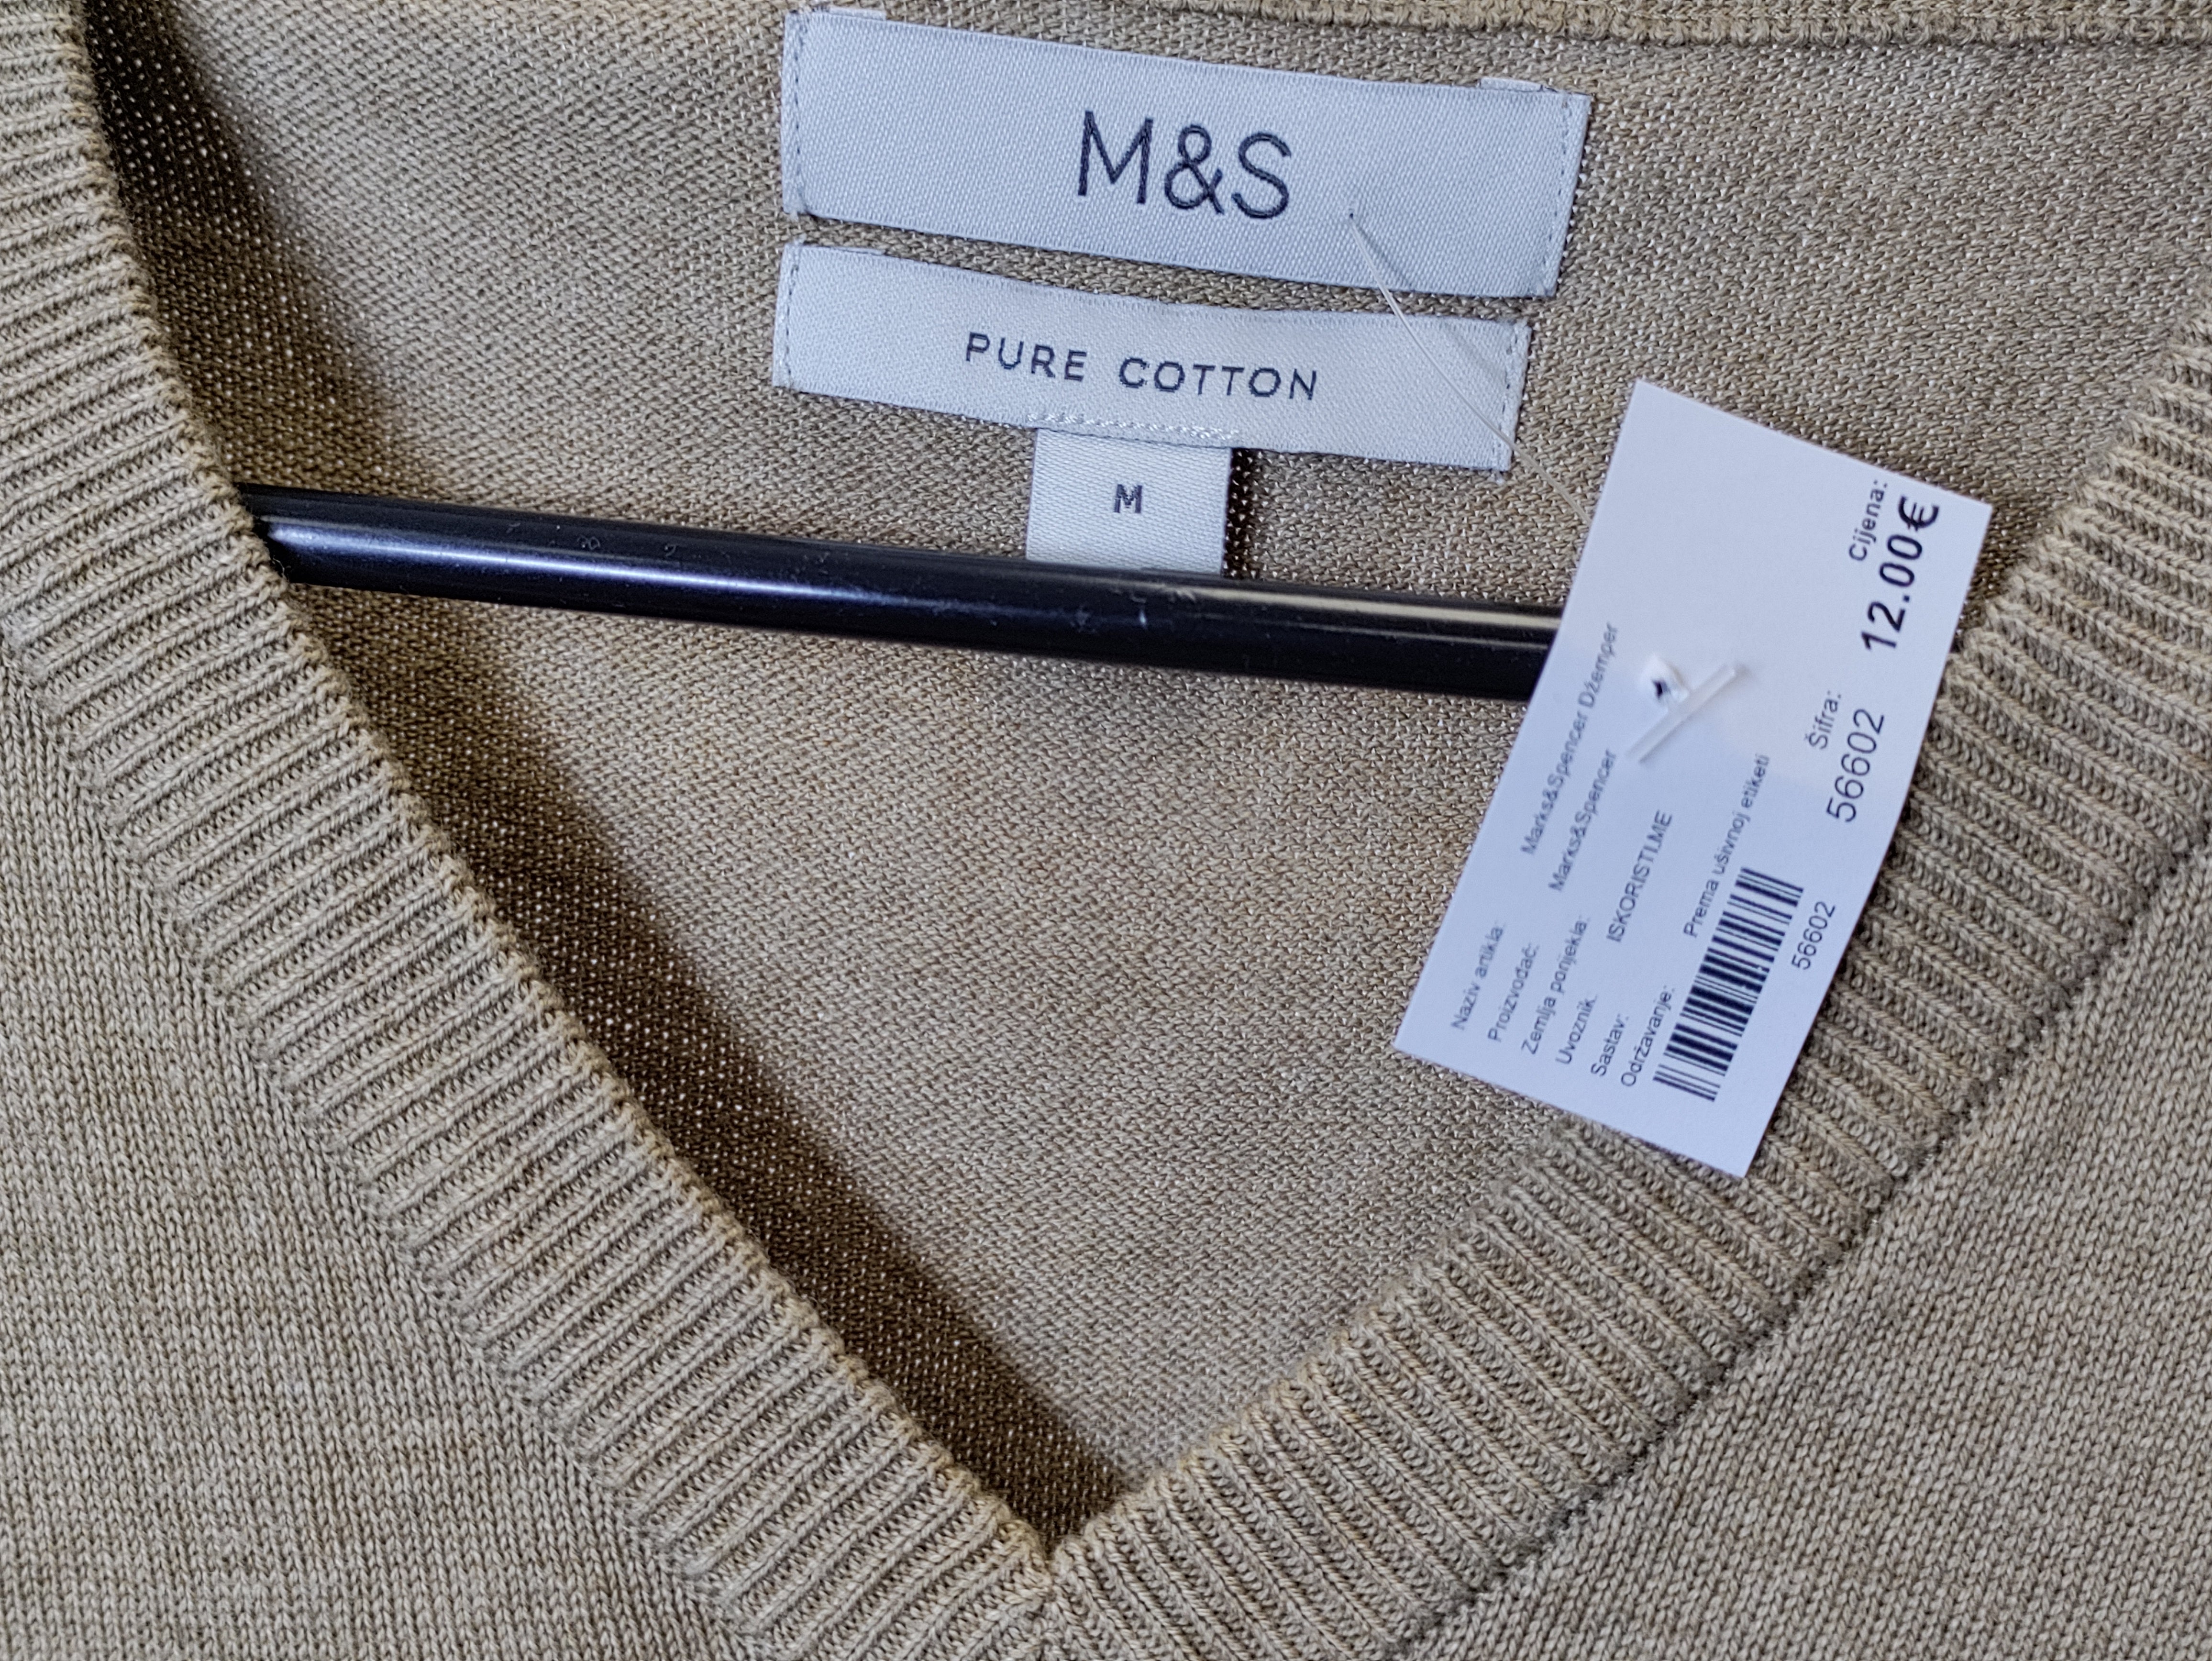 M&S
PURE COTTON
M
Naziv artikla: Marks&Spencer Džemper
Proizvođač: Marks&Spencer
Zemlja porijekla:
Uvoznik: ISKORISTI.ME
Sastav:
Održavanje: Prema ušivnoj etiketi
56602
Šifra:
56602
Cijena:
12.00€